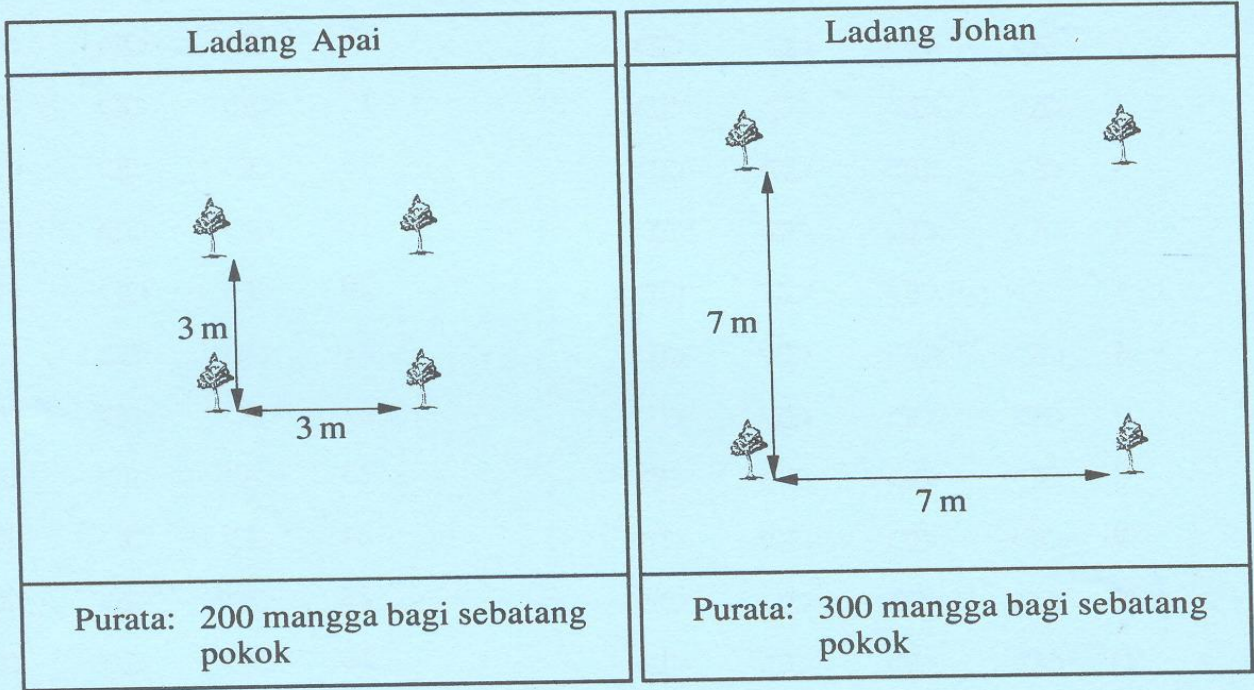 Ladang Apai
3 m
3 m
Purata: 200 mangga bagi sebatang
pokok
Ladang Johan
7 m
7 m
Purata: 300 mangga bagi sebatang
pokok